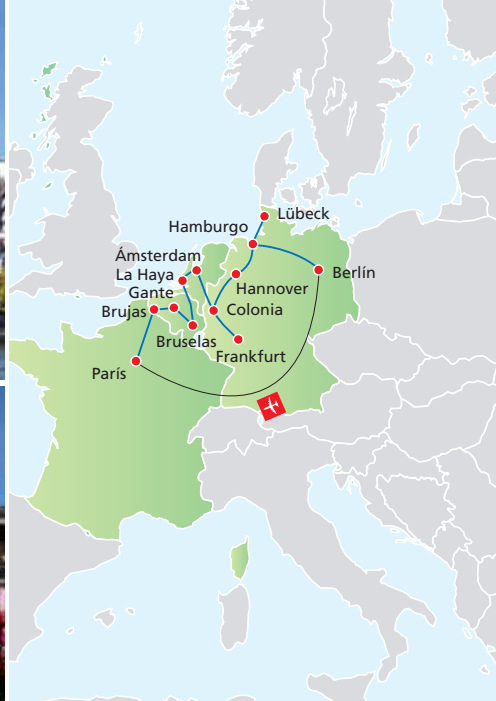 Lübeck
Hamburgo
Ámsterdam
La Haya
Berlín
Gante
Hannover
Brujas
Colonia
Bruselas
Frankfurt
París